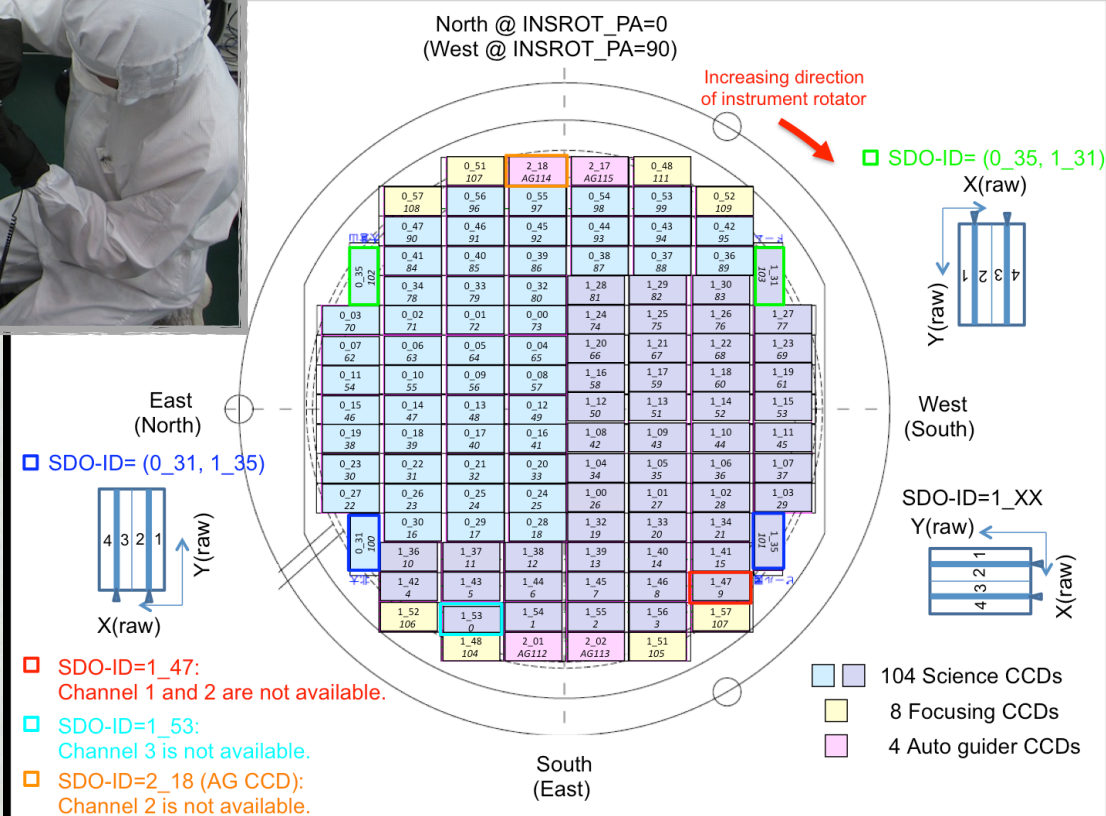 North @ INSROT_PA=0
(West @ INSROT_PA=90)
Increasing direction
of instrument rotator
SDO-ID= (0_35, 1_31)
X(raw)
Y(raw)
1 2 3 4
0_51 2_18 2_17 0_48
107 AG114 AG115 111
0_57 0_56 0_55 0_54 0_53 0_52
108 96 97 98 99 109
0_47 0_46 0_45 0_44 0_43 0_42
90 91 92 93 94 95
0_35 0_41 0_40 0_39 0_38 0_37 0_36 1_31
102 84 85 86 87 88 89 103
0_34 0_33 0_32 1_28 1_29 1_30
78 79 80 81 82 83
0_03 0_02 0_01 0_00 1_24 1_25 1_26 1_27
70 71 72 73 74 75 76 77
0_07 0_06 0_05 0_04 1_20 1_21 1_22 1_23
62 63 64 65 66 67 68 69
0_11 0_10 0_09 0_08 1_16 1_17 1_18 1_19
54 55 56 57 58 59 60 61
0_15 0_14 0_13 0_12 1_12 1_13 1_14 1_15
46 47 48 49 50 51 52 53
0_19 0_18 0_17 0_16 1_08 1_09 1_10 1_11
38 39 40 41 42 43 44 45
0_23 0_22 0_21 0_20 1_04 1_05 1_06 1_07
30 31 32 33 34 35 36 37
0_27 0_26 0_25 0_24 1_00 1_01 1_02 1_03
22 23 24 25 26 27 28 29
0_31 0_30 0_29 0_28 1_32 1_33 1_34 1_35
100 16 17 18 19 20 21 101
1_36 1_37 1_38 1_39 1_40 1_41
10 11 12 13 14 15
1_42 1_43 1_44 1_45 1_46 1_47
4 5 6 7 8 9
1_52 1_53 1_54 1_55 1_56 1_57
106 0 1 2 3 107
1_48 2_01 2_02 1_51
104 AG112 AG113 105
East
(North)
West
(South)
SDO-ID= (0_31, 1_35)
4 3 2 1
Y(raw)
X(raw)
SDO-ID=1_XX
Y(raw)
1
2
3
4
X(raw)
SDO-ID=1_47:
Channel 1 and 2 are not available.
SDO-ID=1_53:
Channel 3 is not available.
SDO-ID=2_18 (AG CCD):
Channel 2 is not available.
South
(East)
104 Science CCDs
8 Focusing CCDs
4 Auto guider CCDs